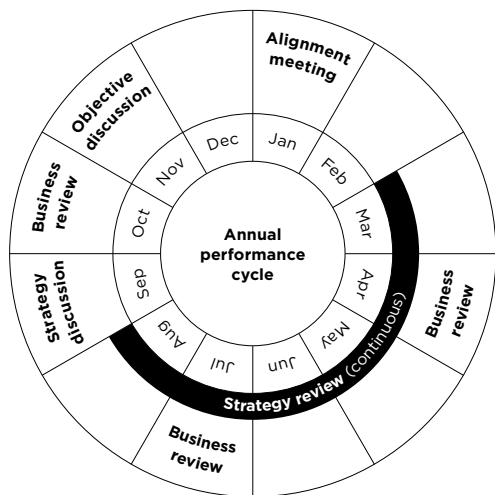 Annual
performance
cycle
Jan
Feb
Mar
Apr
May
Jun
Jul
Aug
Sep
Oct
Nov
Dec
Alignment
meeting
Business
review
Business
review
Strategy
discussion
Business
review
Objective
discussion
Strategy review (continuous)